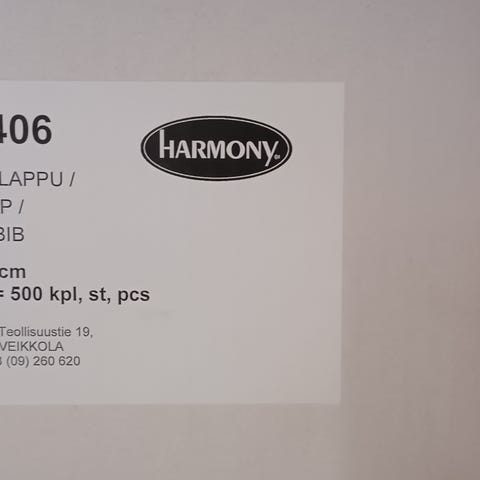 406
HARMONY
LAPPU /
P /
BIB
cm
= 500 kpl, st, pcs
Teollisuustie 19,
VEIKKOLA
(09) 260 620